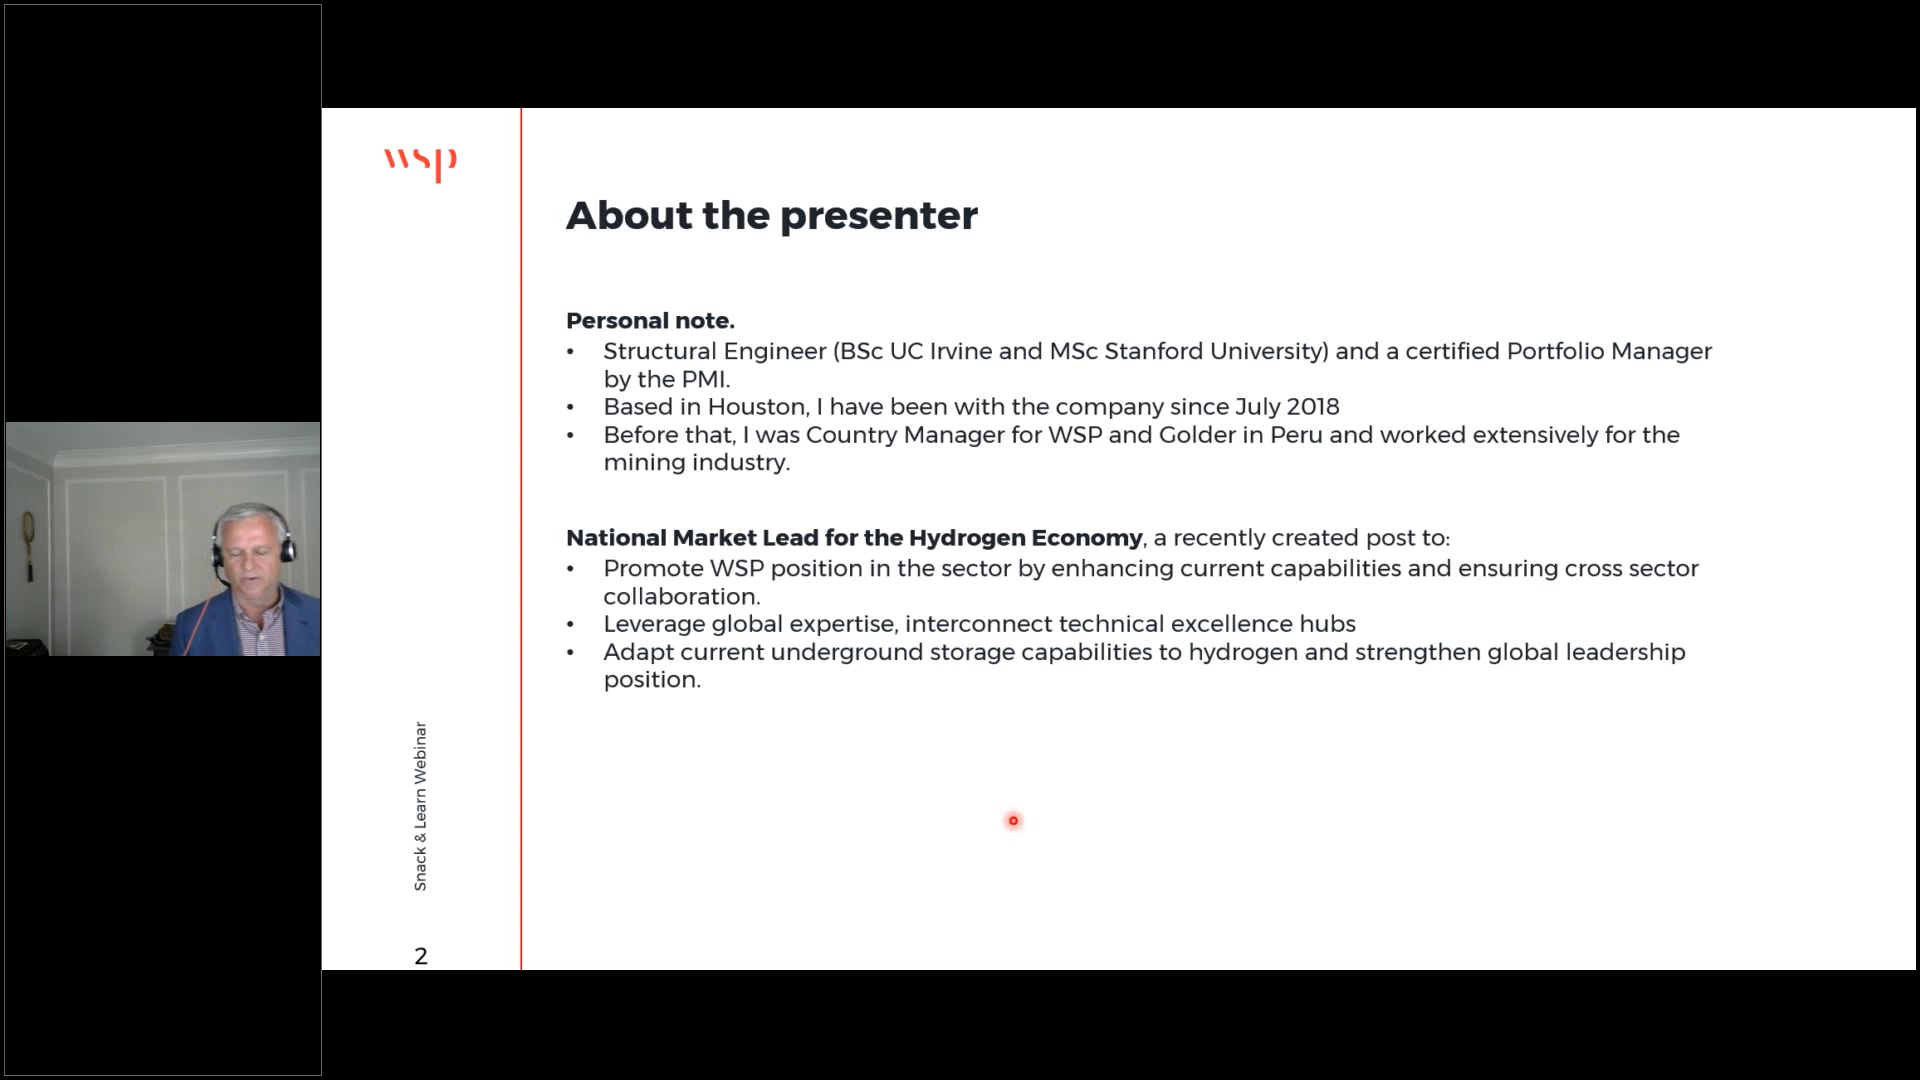 wsp
About the presenter
Personal note.
• Structural Engineer (BSc UC Irvine and MSc Stanford University) and a certified Portfolio Manager
by the PMI.
• Based in Houston, I have been with the company since July 2018
• Before that, I was Country Manager for WSP and Golder in Peru and worked extensively for the
mining industry.
National Market Lead for the Hydrogen Economy, a recently created post to:
• Promote WSP position in the sector by enhancing current capabilities and ensuring cross sector
collaboration.
• Leverage global expertise, interconnect technical excellence hubs
• Adapt current underground storage capabilities to hydrogen and strengthen global leadership
position.
Snack & Learn Webinar
2